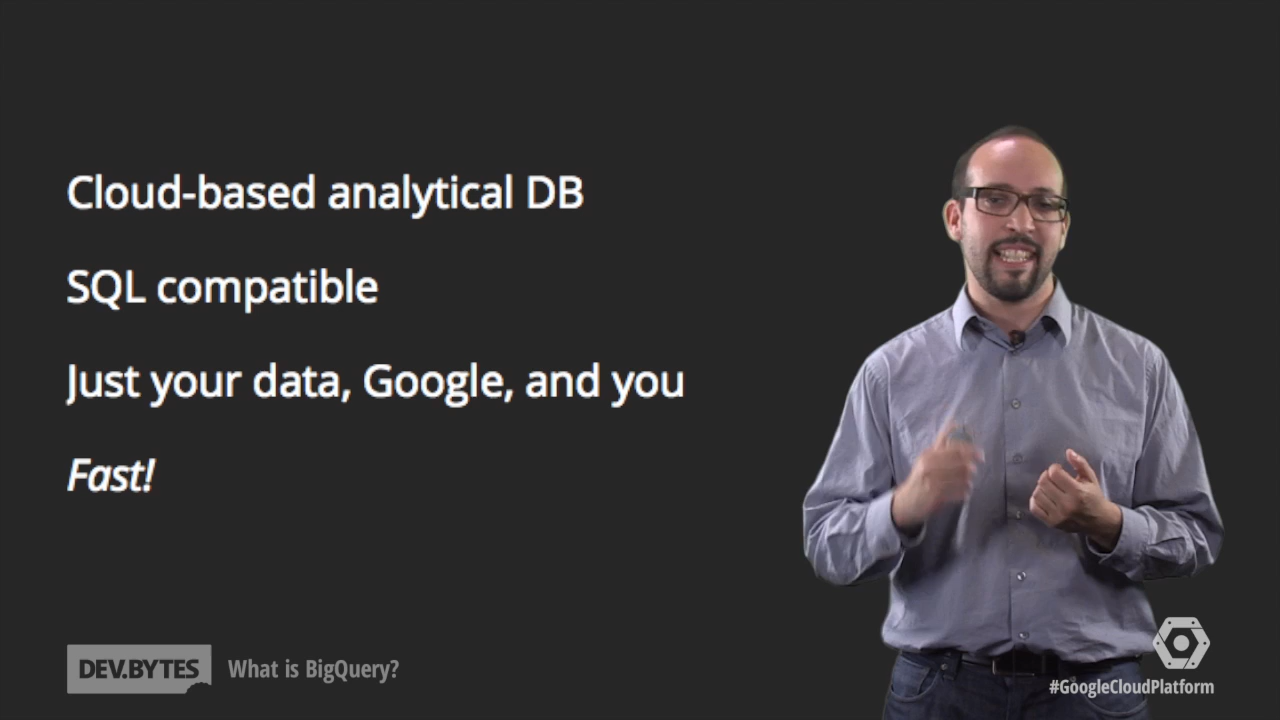 Cloud-based analytical DB
SQL compatible
Just your data, Google, and you
Fast!
DEV.BYTES What is BigQuery?
#GoogleCloudPlatform